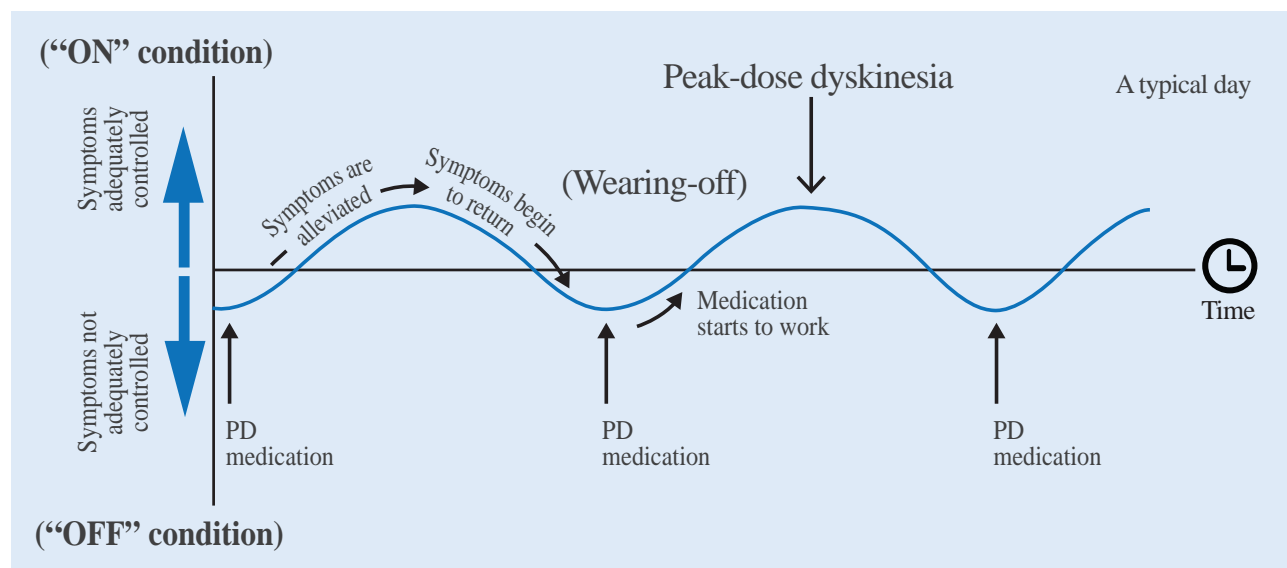 (“ON” condition)
Peak-dose dyskinesia
A typical day
Symptoms
adequately
controlled
Symptoms are
alleviated
Symptoms begin
to return
(Wearing-off)
Time
Medication
starts to work
Symptoms not
adequately
controlled
PD
medication
PD
medication
PD
medication
(“OFF” condition)